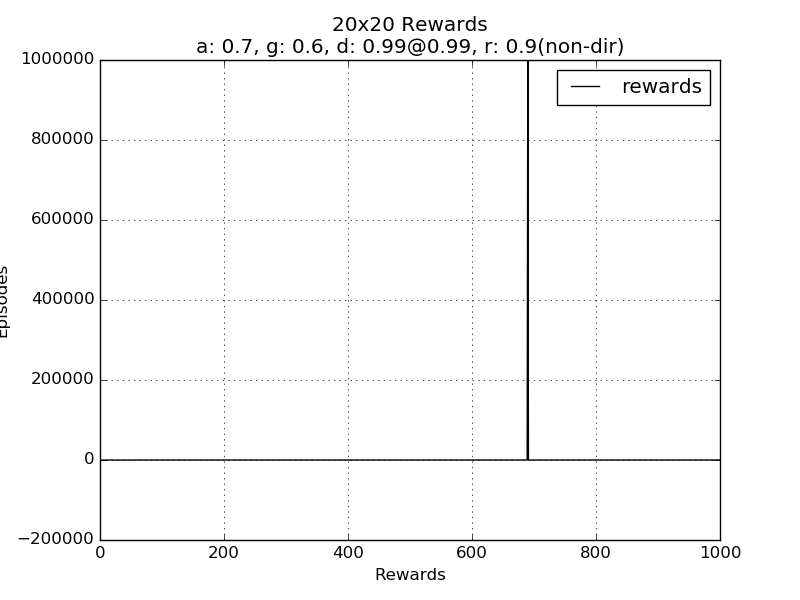 20x20 Rewards
a: 0.7, g: 0.6, d: 0.99@0.99, r: 0.9(non-dir)
1000000
rewards
800000
600000
Episodes
400000
200000
0
−200000
0 200 400 600 800 1000
Rewards